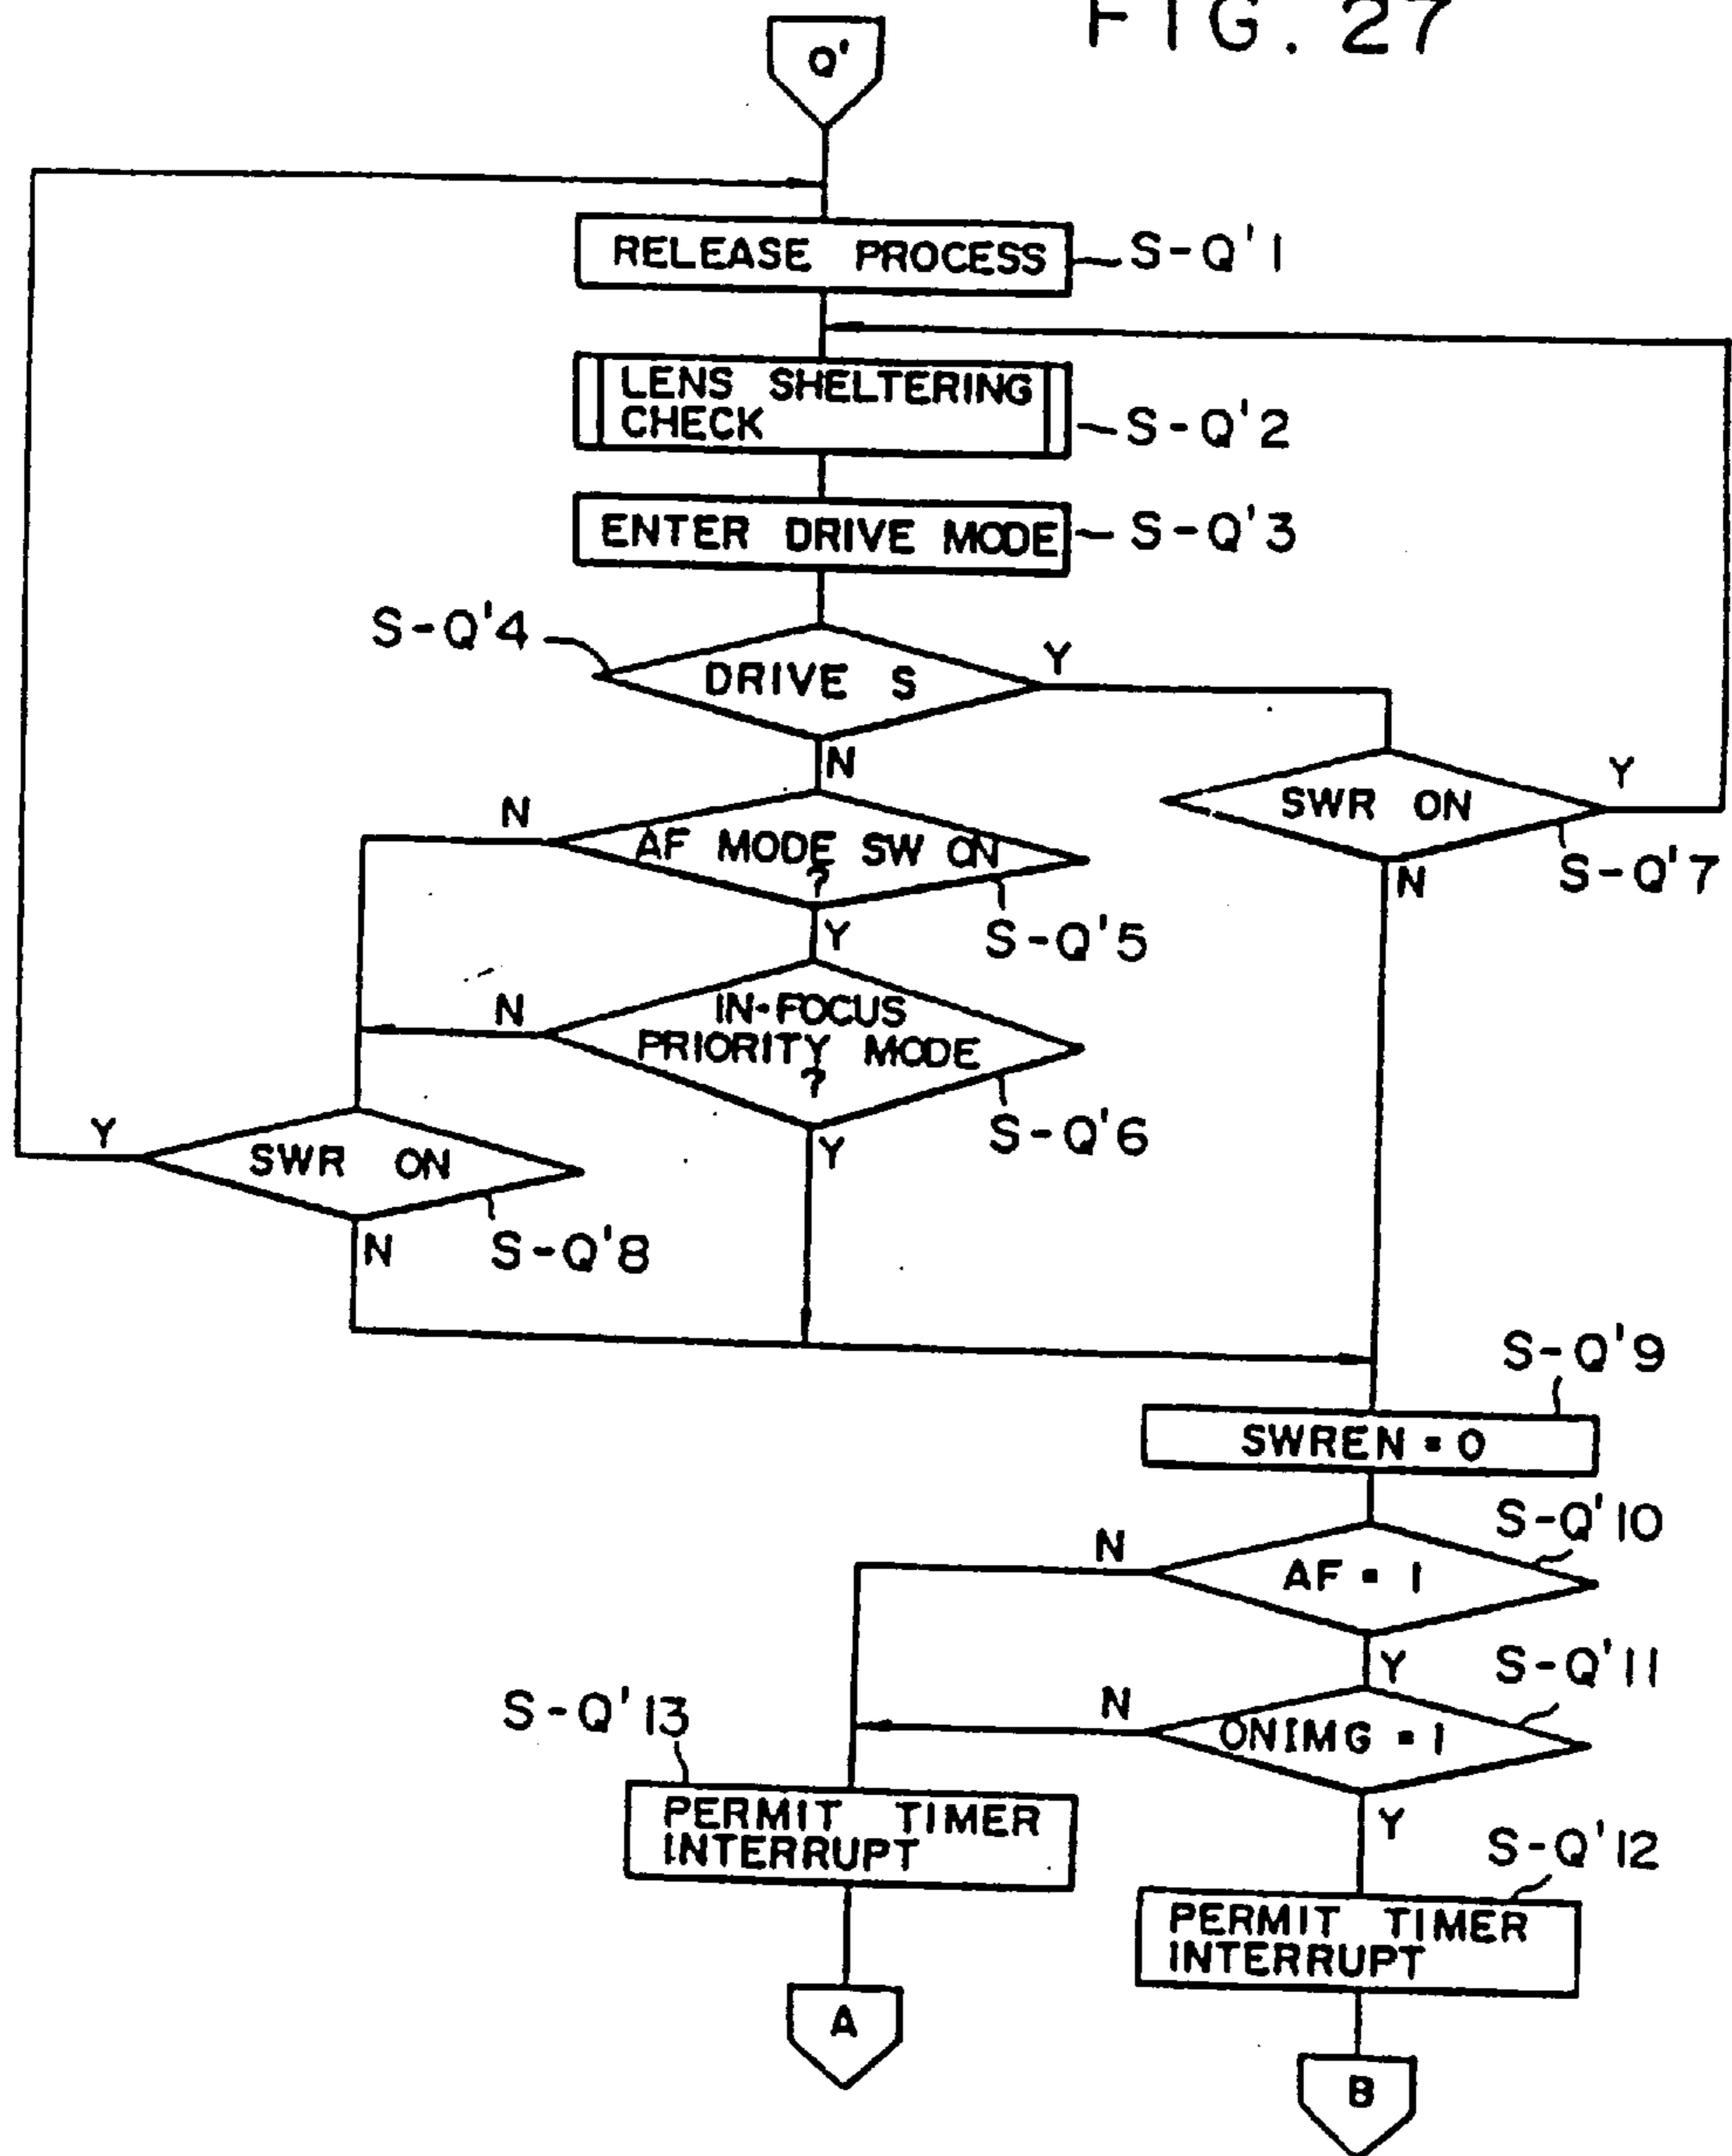 FIG. 27
Q'
RELEASE PROCESS
S-Q'1
LENS SHELTERING
CHECK
S-Q'2
ENTER DRIVE MODE
S-Q'3
S-Q'4
DRIVE S
Y
N
SWR ON
Y
S-Q'7
N
AF MODE SW ON
?
N
S-Q'5
Y
IN-FOCUS
PRIORITY MODE
?
N
S-Q'6
Y
SWR ON
Y
S-Q'8
N
S-Q'9
SWREN = 0
S-Q'10
AF = 1
N
Y
S-Q'11
ONIMG = 1
N
Y
S-Q'13
PERMIT TIMER
INTERRUPT
S-Q'12
PERMIT TIMER
INTERRUPT
A
B